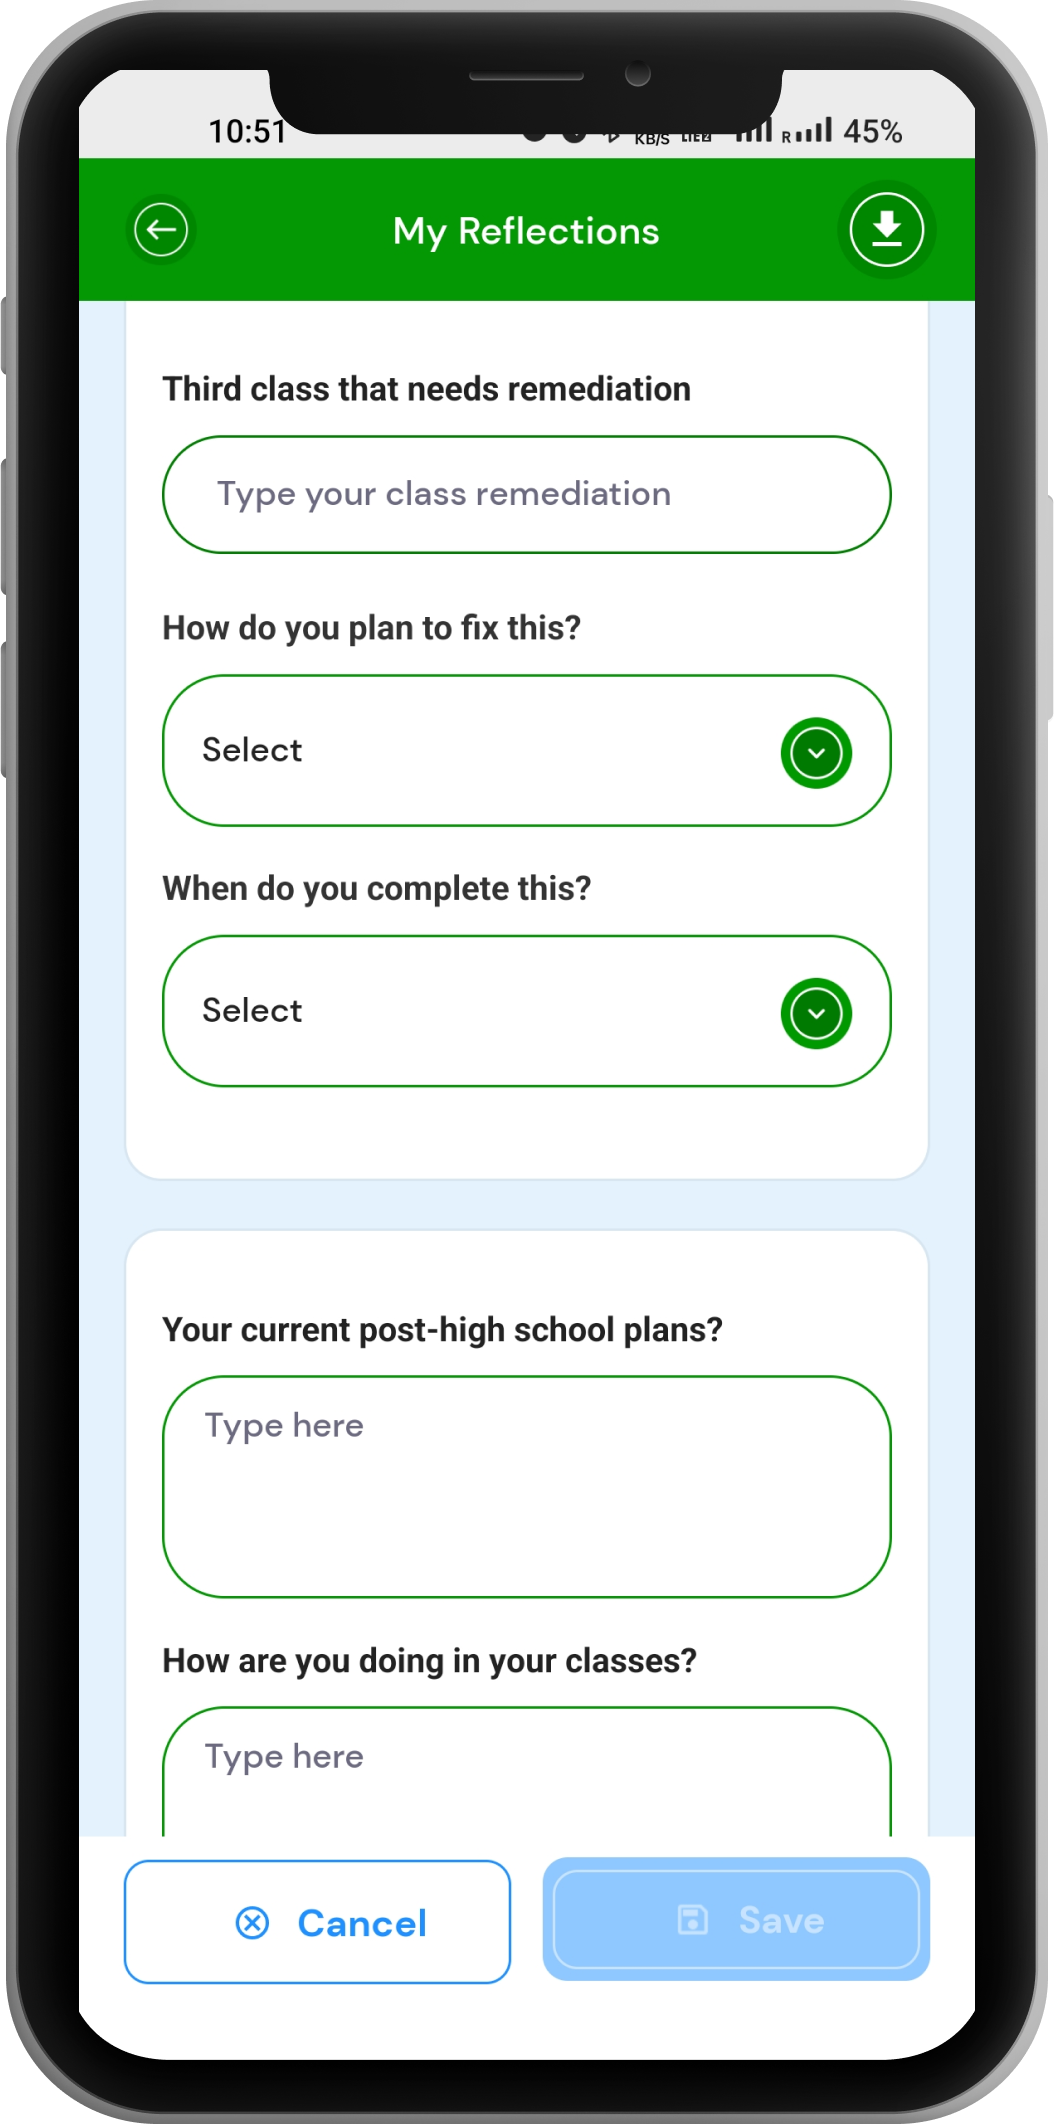 10:51 KB/S R 45%
My Reflections
Third class that needs remediation
Type your class remediation
How do you plan to fix this?
Select
When do you complete this?
Select
Your current post-high school plans?
Type here
How are you doing in your classes?
Type here
Cancel Save